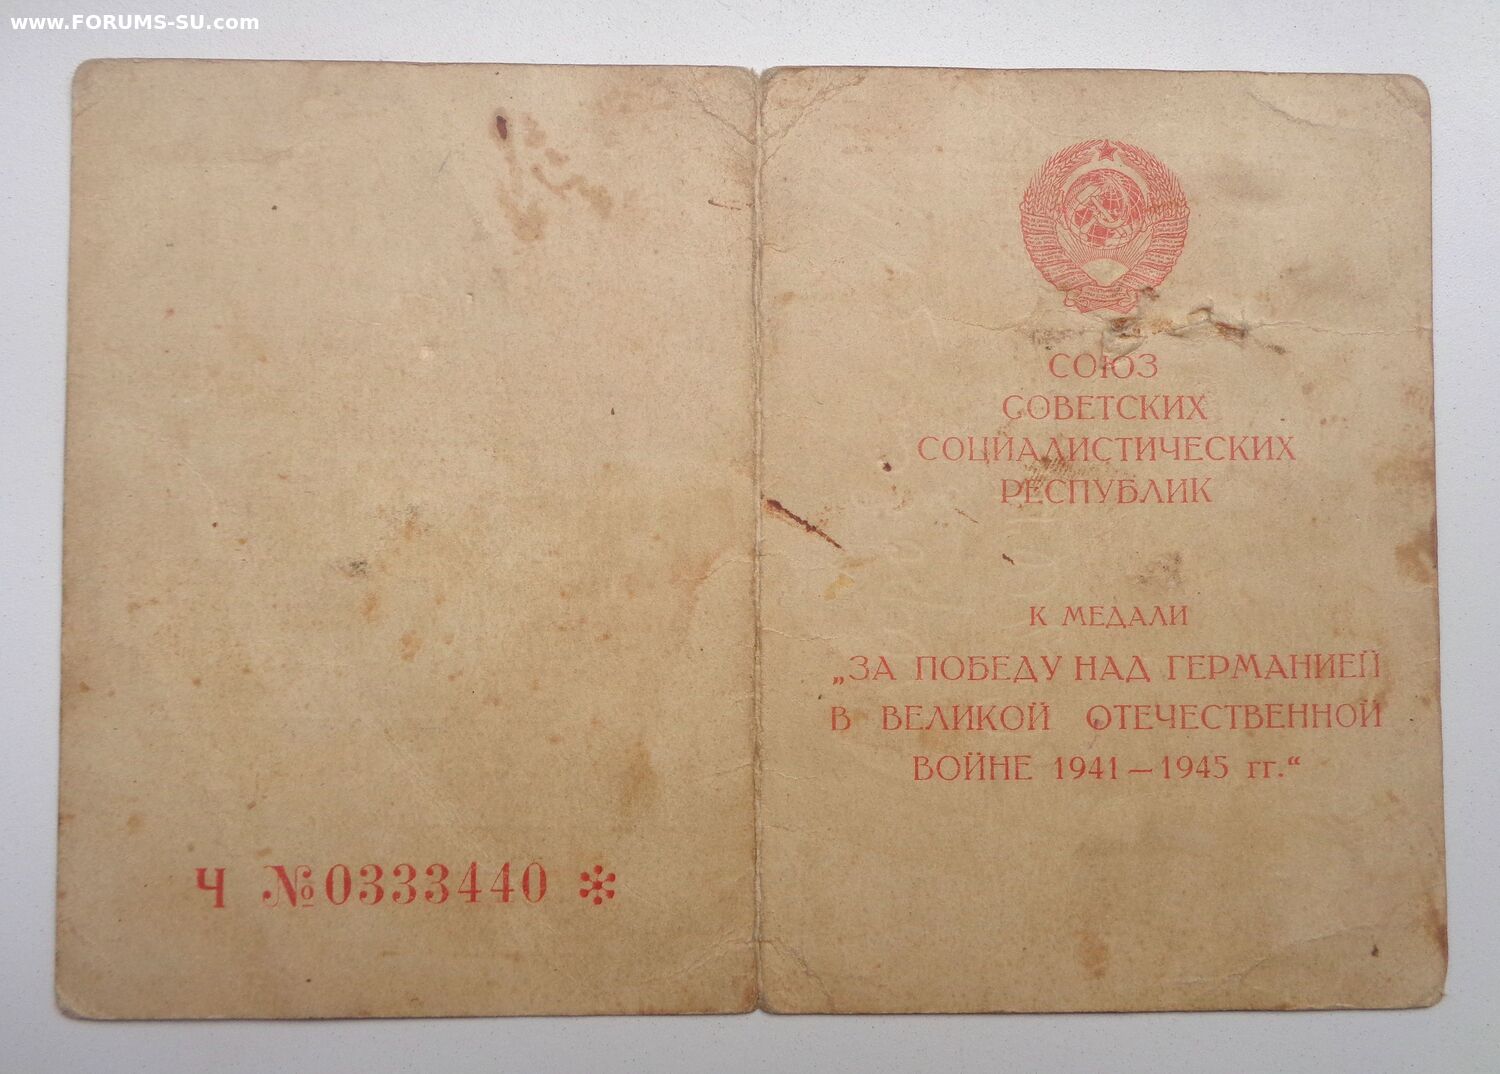 www.FORUMS-SU.com
СОЮЗ
СОВЕТСКИХ
СОЦИАЛИСТИЧЕСКИХ
РЕСПУБЛИК
К МЕДАЛИ
„ЗА ПОБЕДУ НАД ГЕРМАНИЕЙ
В ВЕЛИКОЙ ОТЕЧЕСТВЕННОЙ
ВОЙНЕ 1941—1945 гг.“
Ч №0333440 *